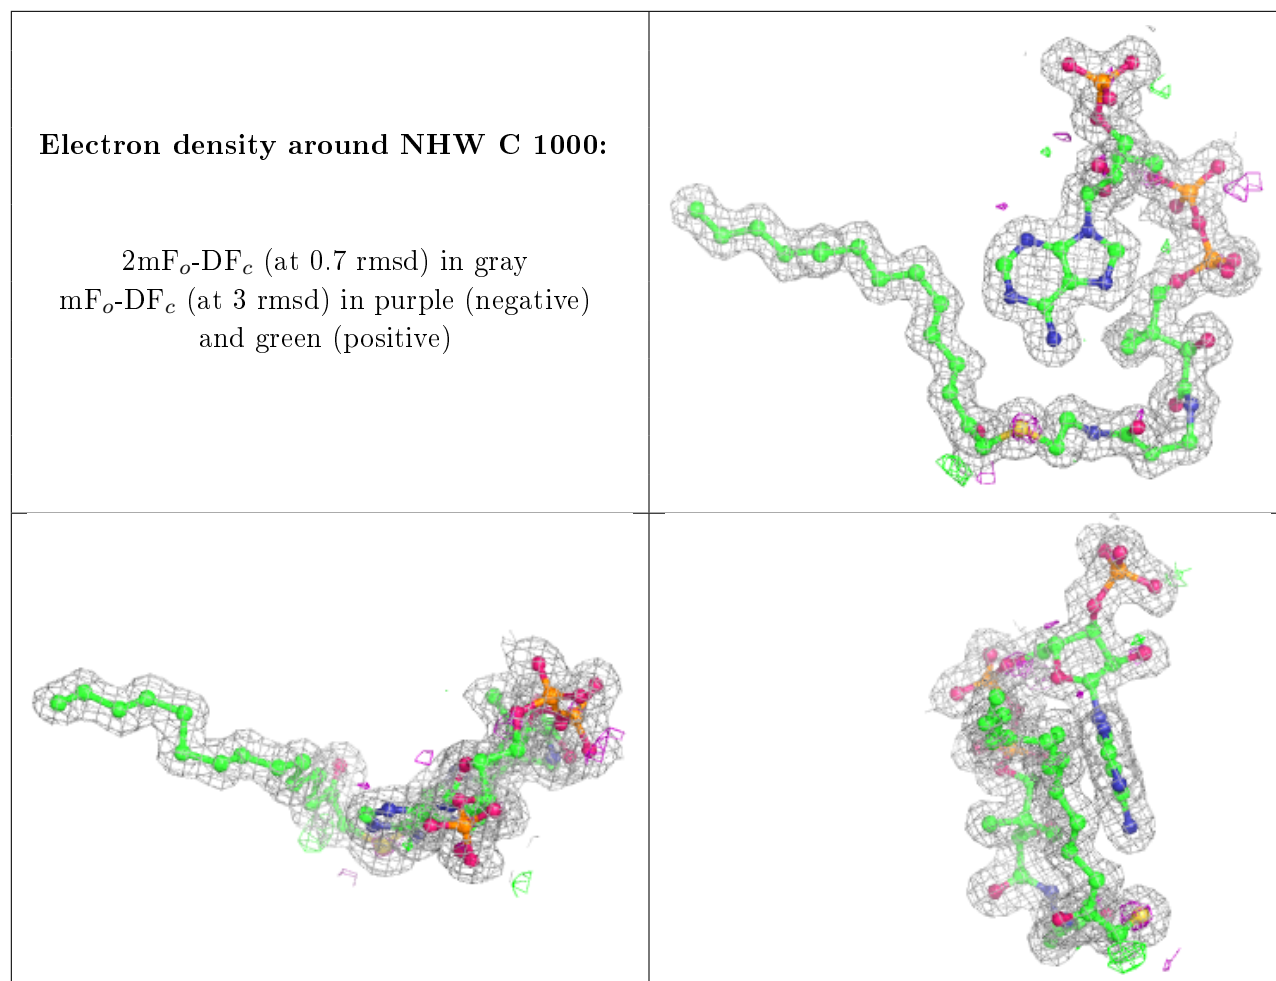 Electron density around NHW C 1000:
2mFo-DFc (at 0.7 rmsd) in gray
mFo-DFc (at 3 rmsd) in purple (negative)
and green (positive)